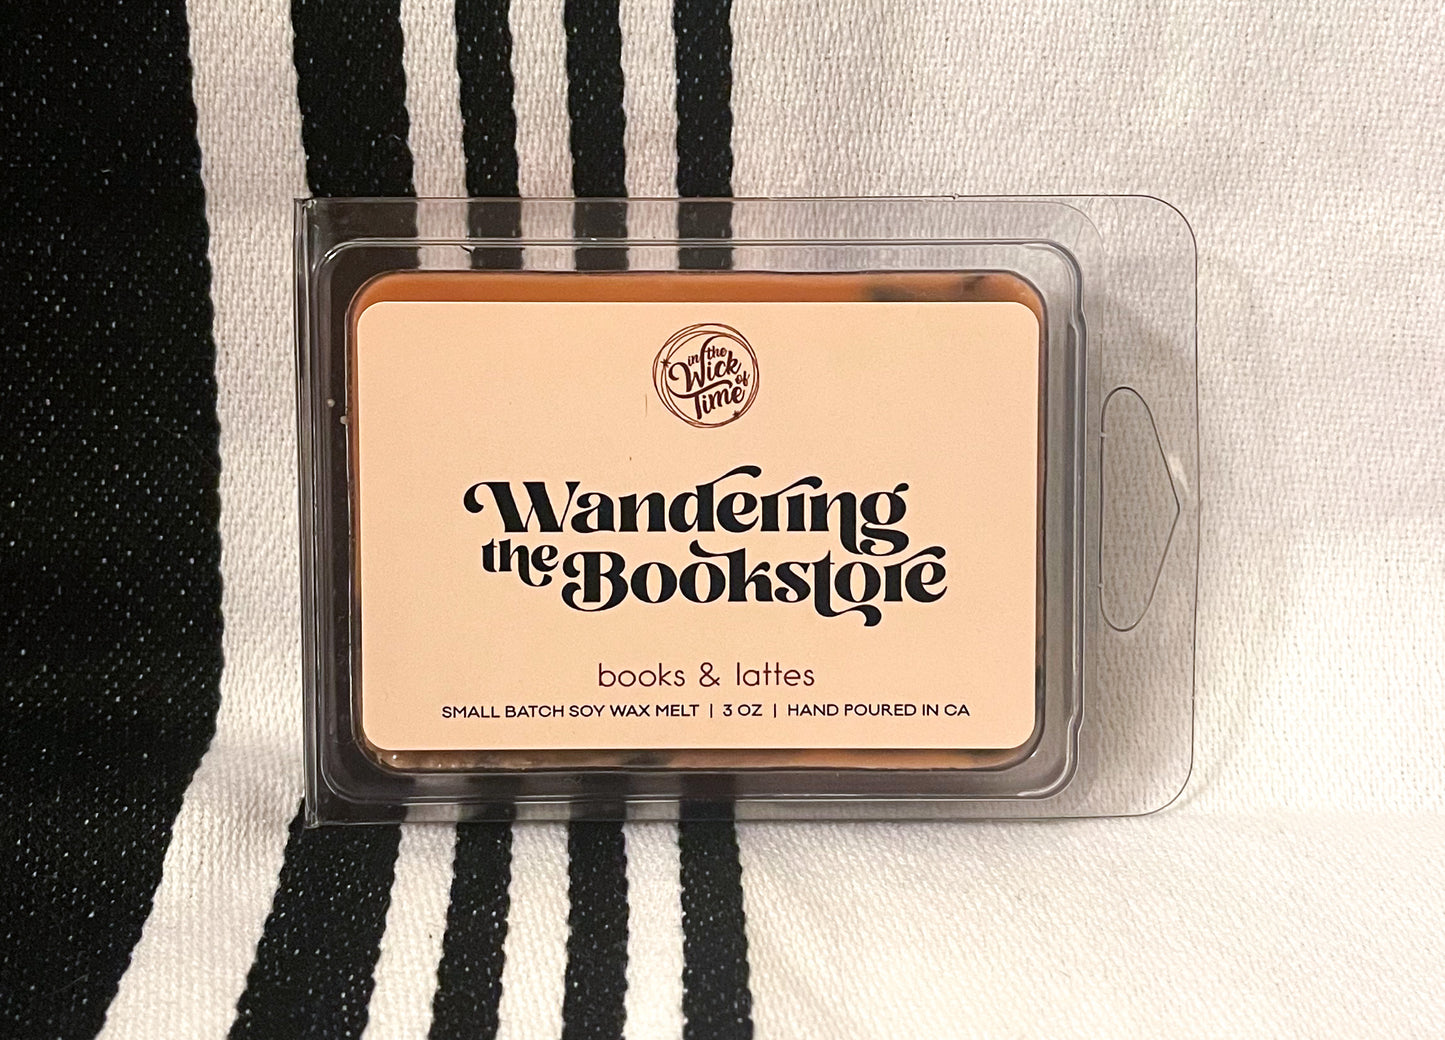 in the
Wick
of
Time
Wandering
the Bookstore
books & lattes
SMALL BATCH SOY WAX MELT | 3 OZ | HAND POURED IN CA